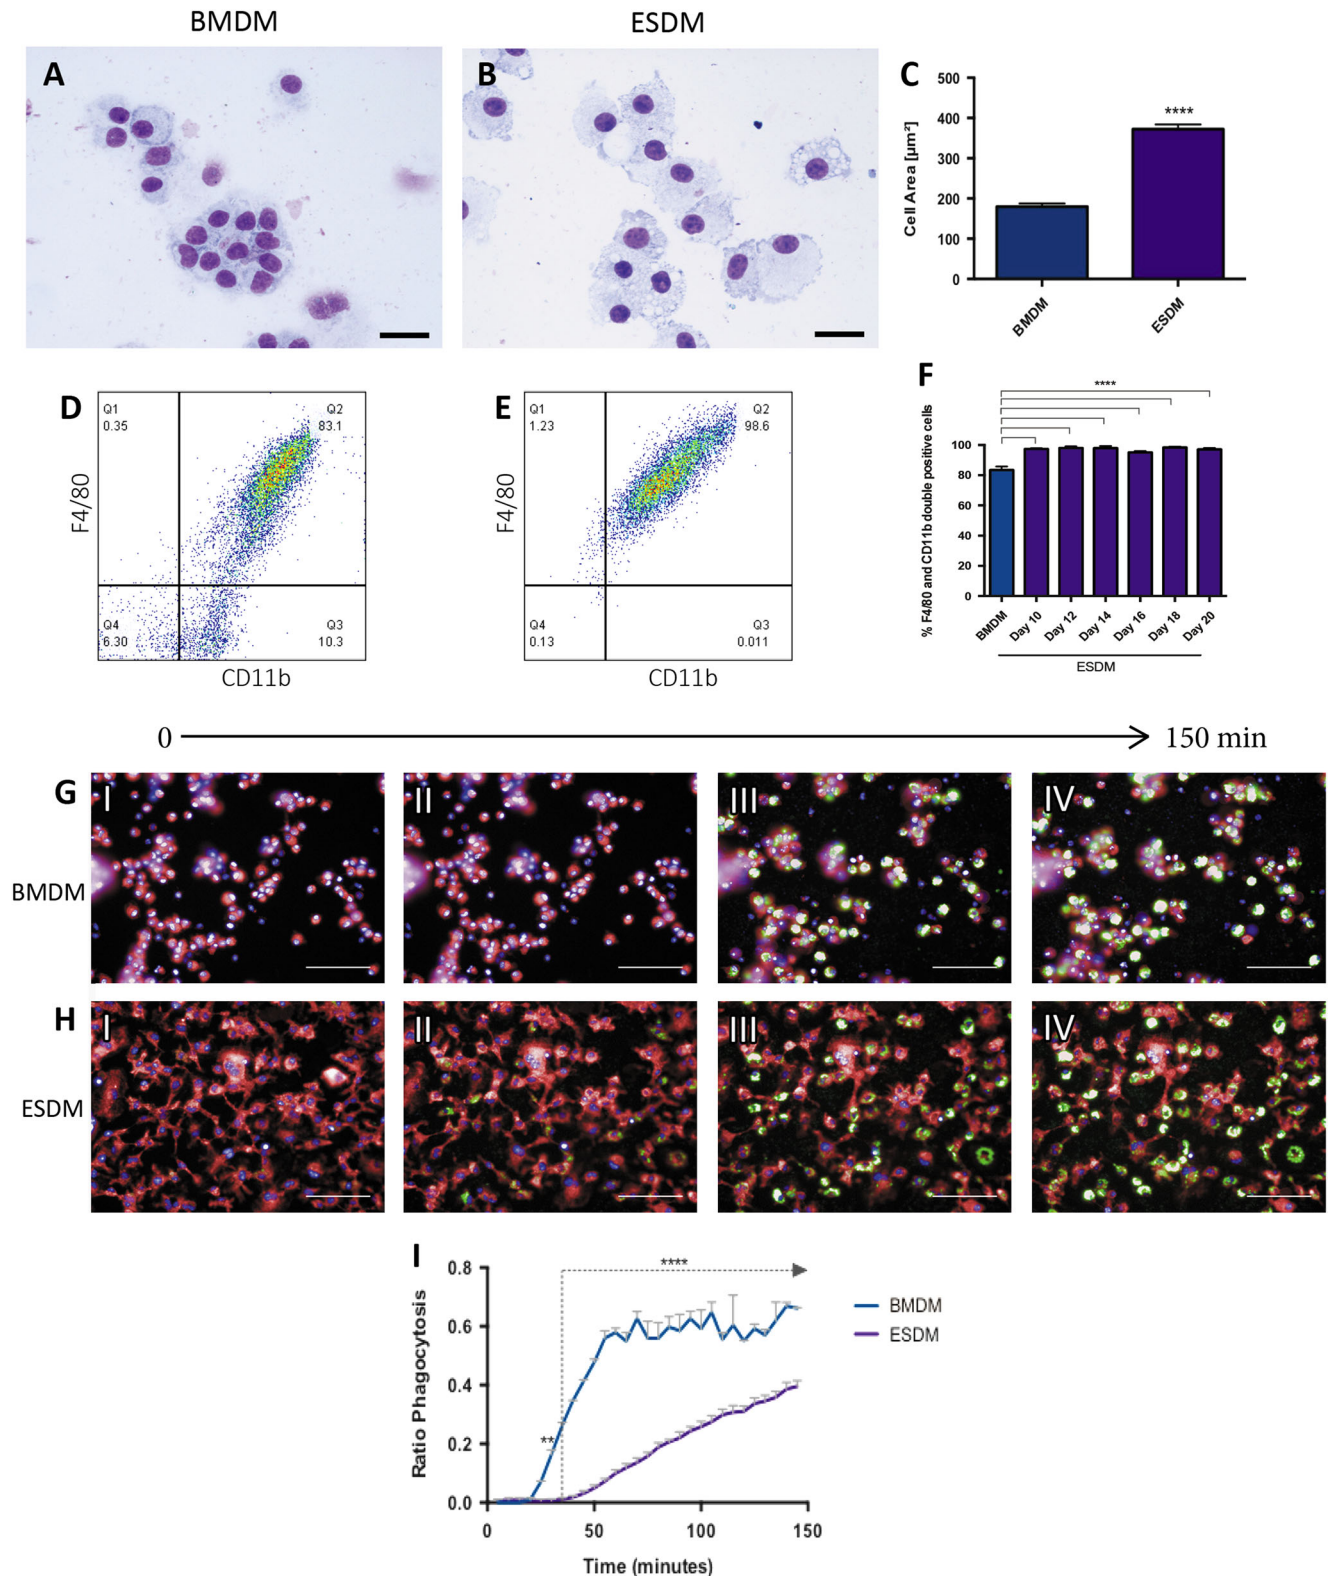 BMDM
ESDM
A
B
C
500
400
300
200
100
0
Cell Area [µm²]
****
BMDM
ESDM
D
Q1
0.35
Q2
83.1
Q4
6.30
Q3
10.3
F4/80
CD11b
E
Q1
1.23
Q2
98.6
Q4
0.13
Q3
0.011
F4/80
CD11b
F
****
% F4/80 and CD11b double positive cells
100
80
60
40
20
0
BMDM
Day 10
Day 12
Day 14
Day 16
Day 18
Day 20
ESDM
0
150 min
G
BMDM
I
II
III
IV
H
ESDM
I
II
III
IV
I
Ratio Phagocytosis
0.8
0.6
0.4
0.2
0.0
**
****
BMDM
ESDM
0
50
100
150
Time (minutes)